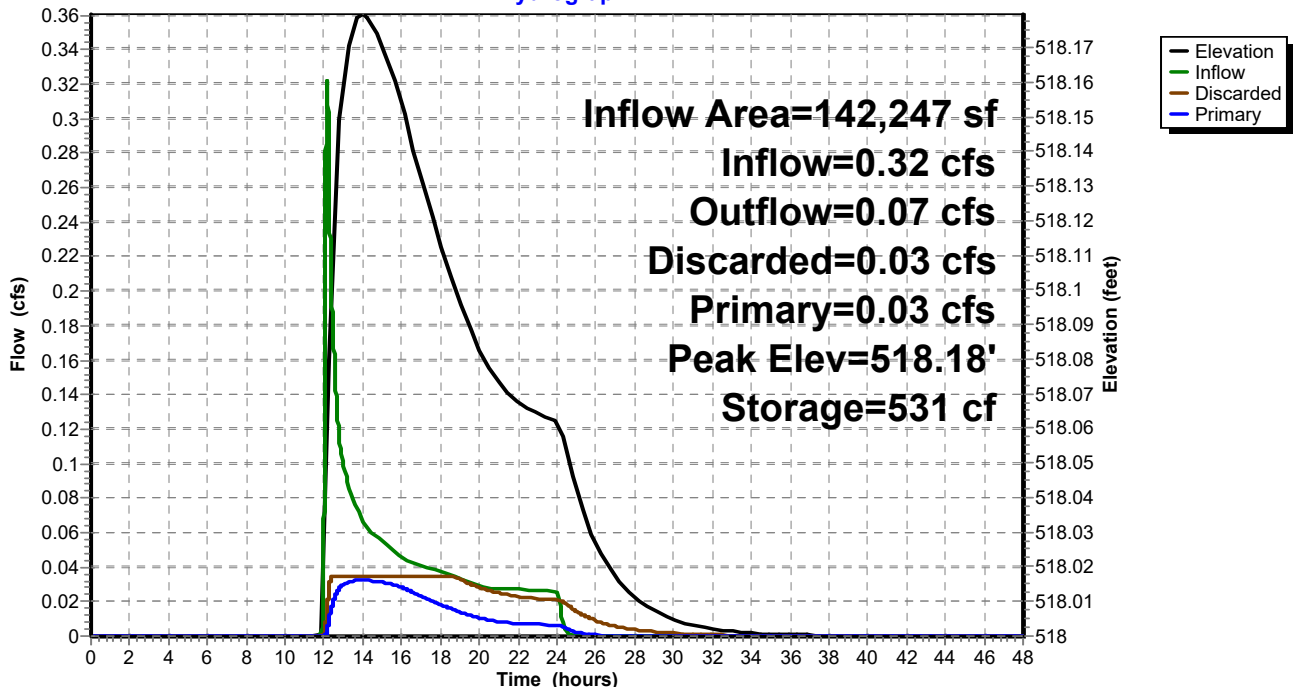 Elevation
Inflow
Discarded
Primary
Inflow Area=142,247 sf
Inflow=0.32 cfs
Outflow=0.07 cfs
Discarded=0.03 cfs
Primary=0.03 cfs
Peak Elev=518.18'
Storage=531 cf
Flow (cfs)
0.36
0.34
0.32
0.3
0.28
0.26
0.24
0.22
0.2
0.18
0.16
0.14
0.12
0.1
0.08
0.06
0.04
0.02
0
Elevation (feet)
518.17
518.16
518.15
518.14
518.13
518.12
518.11
518.1
518.09
518.08
518.07
518.06
518.05
518.04
518.03
518.02
518.01
518
0 2 4 6 8 10 12 14 16 18 20 22 24 26 28 30 32 34 36 38 40 42 44 46 48
Time (hours)